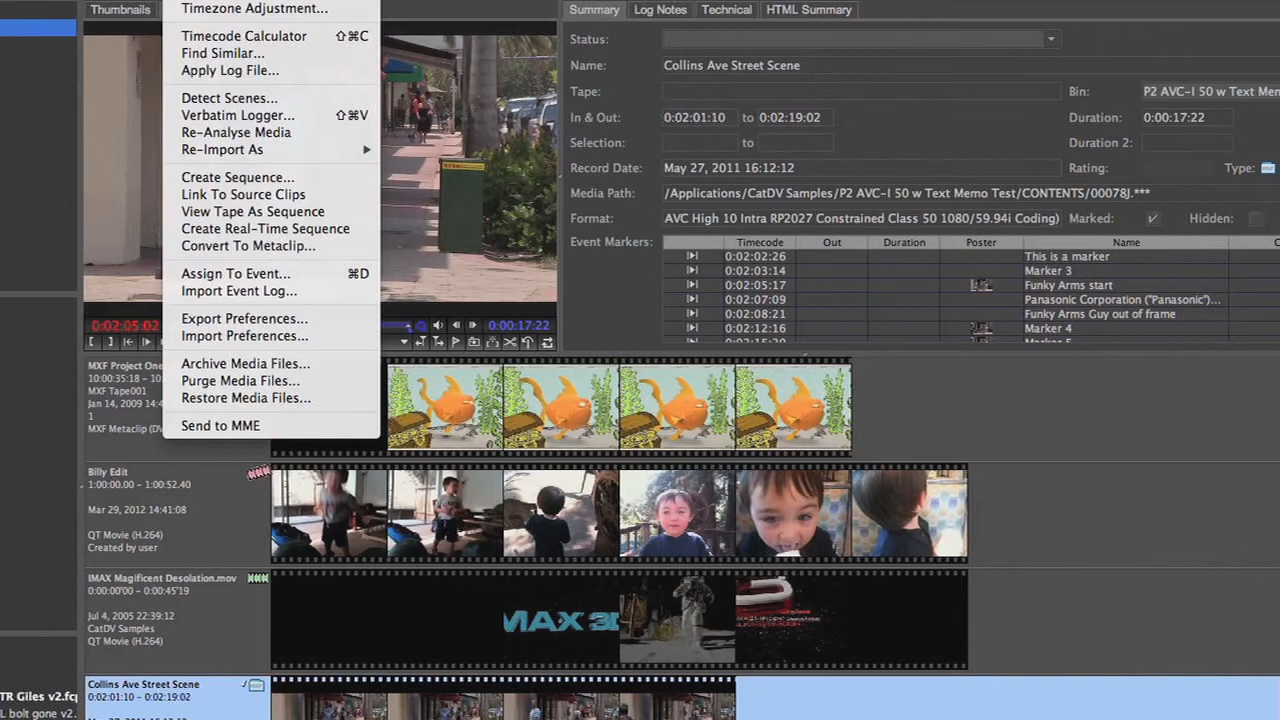 Thumbnails
Timezone Adjustment...
Timecode Calculator ⇧⌘C
Find Similar...
Apply Log File...
Detect Scenes...
Verbatim Logger... ⇧⌘V
Re-Analyse Media
Re-Import As
Create Sequence...
Link To Source Clips
View Tape As Sequence
Create Real-Time Sequence
Convert To Metaclip...
Assign To Event... ⌘D
Import Event Log...
Export Preferences...
Import Preferences...
Archive Media Files...
Purge Media Files...
Restore Media Files...
Send to MME
Summary Log Notes Technical HTML Summary
Status:
Name: Collins Ave Street Scene
Tape: Bin: P2 AVC-I 50 w Text Mem
In & Out: 0:02:01:10 to 0:02:19:02 Duration: 0:00:17:22
Selection: to Duration 2:
Record Date: May 27, 2011 16:12:12 Rating: Type:
Media Path: /Applications/CatDV Samples/P2 AVC-I 50 w Text Memo Test/CONTENTS/00078J.***
Format: AVC High 10 Intra RP2027 Constrained Class 50 1080/59.94i Coding) Marked: Hidden:
Event Markers: Timecode Out Duration Poster Name
0:02:02:26 This is a marker
0:02:03:14 Marker 3
0:02:05:17 Funky Arms start
0:02:07:09 Panasonic Corporation ("Panasonic")...
0:02:08:21 Funky Arms Guy out of frame
0:02:12:16 Marker 4
0:02:05:02 0:00:17:22
MXF Project One
10:00:35:18 - 10:
MXF Tape001
Jan 14, 2009 14:4
1
MXF Metaclip (D
Billy Edit
1:00:00.00 - 1:00:52.40
Mar 29, 2012 14:41:08
QT Movie (H.264)
Created by user
IMAX Magificent Desolation.mov
0:00:00'00 - 0:00:45'19
Jul 4, 2005 22:39:12
CatDV Samples
QT Movie (H.264)
MAX 3D
TR Giles v2.fcp
L bolt gone v2.
Collins Ave Street Scene
0:02:01:10 - 0:02:19:02